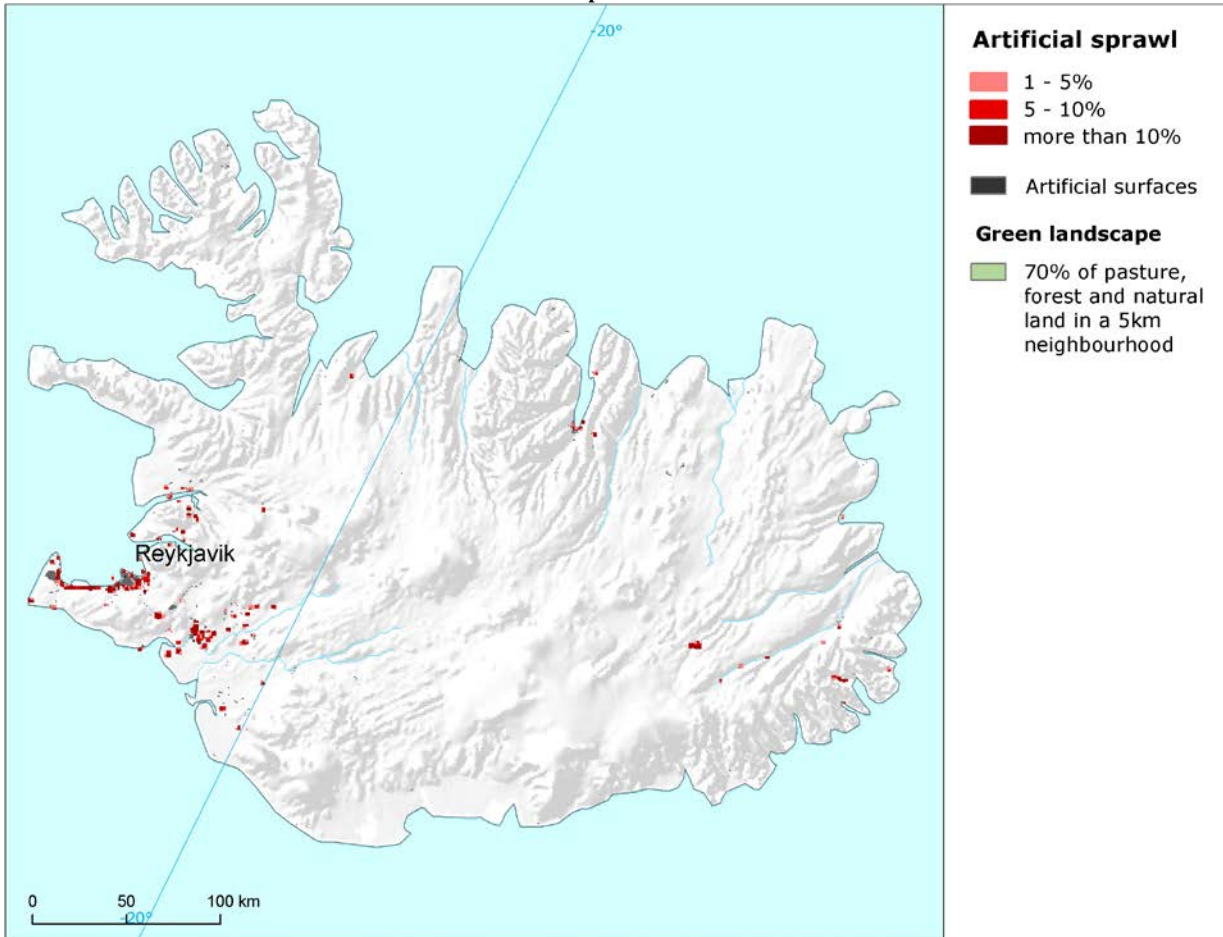 -20°
Reykjavik
0 50 100 km
-20°
Artificial sprawl
1 - 5%
5 - 10%
more than 10%
Artificial surfaces
Green landscape
70% of pasture,
forest and natural
land in a 5km
neighbourhood